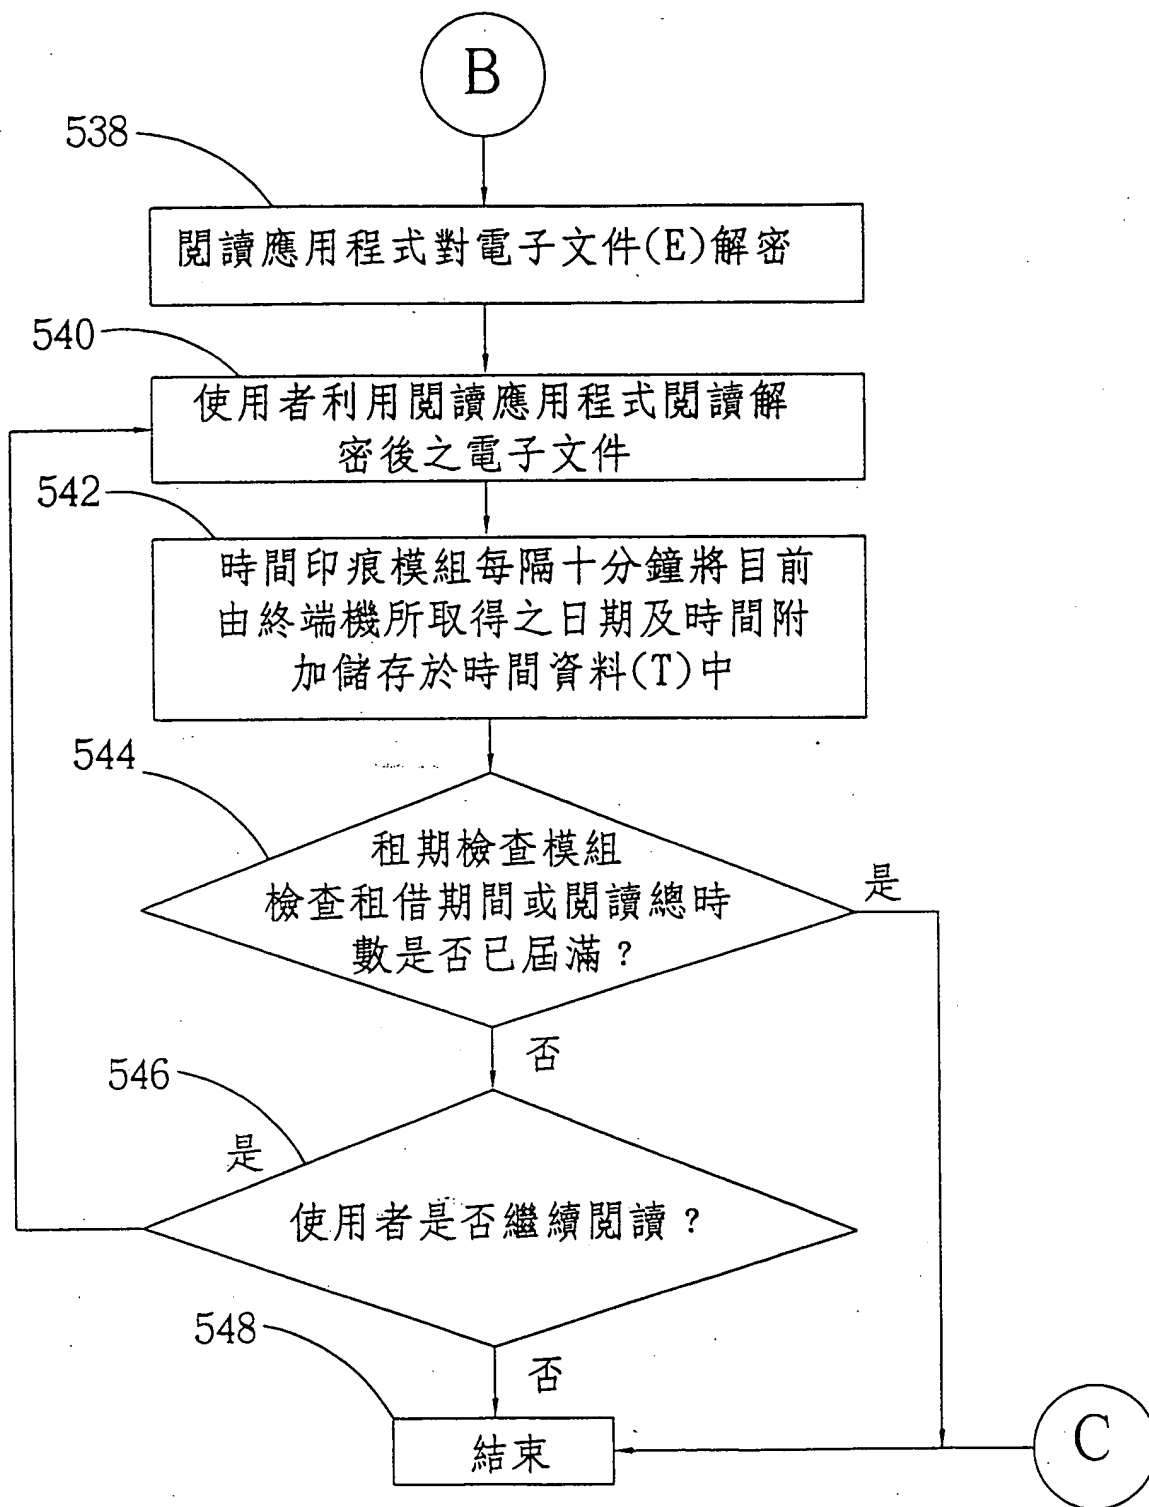 B
538
閱讀應用程式對電子文件(E)解密
540
使用者利用閱讀應用程式閱讀解
密後之電子文件
542
時間印痕模組每隔十分鐘將目前
由終端機所取得之日期及時間附
加儲存於時間資料(T)中
544
租期檢查模組
檢查租借期間或閱讀總時
數是否已屆滿?
是
否
546
是
使用者是否繼續閱讀?
548
否
結束
C